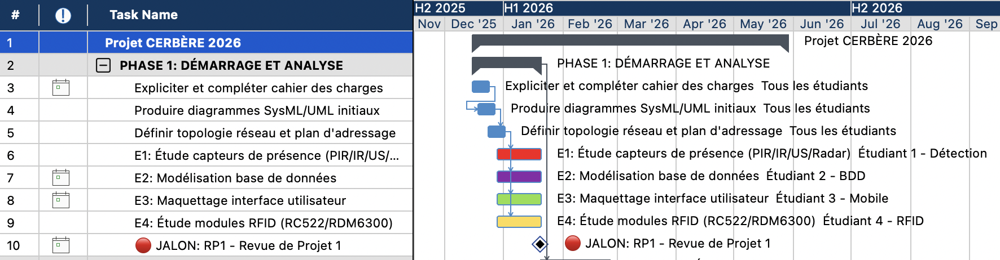 # Task Name
H2 2025 H1 2026 H2 2026
Nov Dec '25 Jan '26 Feb '26 Mar '26 Apr '26 May '26 Jun '26 Jul '26 Aug '26 Sep
1 Projet CERBÈRE 2026 Projet CERBÈRE 2026
2 PHASE 1: DÉMARRAGE ET ANALYSE PHASE 1: DÉMARRAGE ET ANALYSE
3 Expliciter et compléter cahier des charges Expliciter et compléter cahier des charges Tous les étudiants
4 Produire diagrammes SysML/UML initiaux Produire diagrammes SysML/UML initiaux Tous les étudiants
5 Définir topologie réseau et plan d'adressage Définir topologie réseau et plan d'adressage Tous les étudiants
6 E1: Étude capteurs de présence (PIR/IR/US/... E1: Étude capteurs de présence (PIR/IR/US/Radar) Étudiant 1 - Détection
7 E2: Modélisation base de données E2: Modélisation base de données Étudiant 2 - BDD
8 E3: Maquettage interface utilisateur E3: Maquettage interface utilisateur Étudiant 3 - Mobile
9 E4: Étude modules RFID (RC522/RDM6300) E4: Étude modules RFID (RC522/RDM6300) Étudiant 4 - RFID
10 🔴 JALON: RP1 - Revue de Projet 1 🔴 JALON: RP1 - Revue de Projet 1